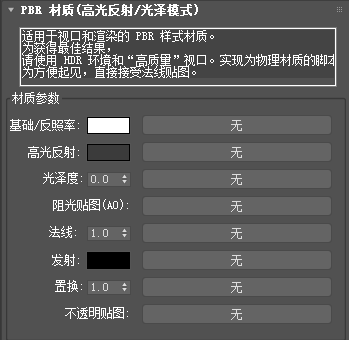 PBR 材质(高光反射/光泽模式)
适用于视口和渲染的 PBR 样式材质。
为获得最佳结果,
请使用 HDR 环境和“高质量”视口。实现为物理材质的脚本
为方便起见，直接接受法线贴图。
材质参数
基础/反照率: 无
高光反射: 无
光泽度: 0.0 无
阻光贴图(AO): 无
法线: 1.0 无
发射: 无
置换: 1.0 无
不透明贴图: 无